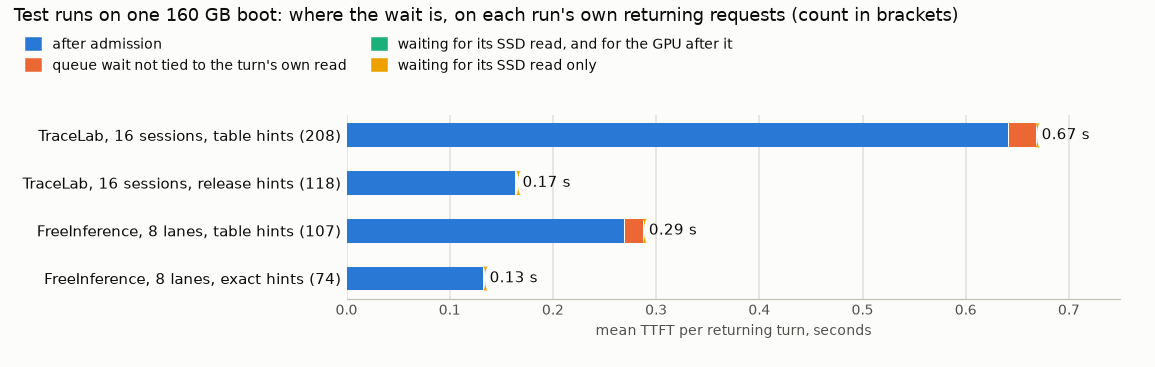 Test runs on one 160 GB boot: where the wait is, on each run's own returning requests (count in brackets)
after admission
waiting for its SSD read, and for the GPU after it
queue wait not tied to the turn's own read
waiting for its SSD read only
TraceLab, 16 sessions, table hints (208)
0.67 s
TraceLab, 16 sessions, release hints (118)
0.17 s
FreeInference, 8 lanes, table hints (107)
0.29 s
FreeInference, 8 lanes, exact hints (74)
0.13 s
0.0 0.1 0.2 0.3 0.4 0.5 0.6 0.7
mean TTFT per returning turn, seconds